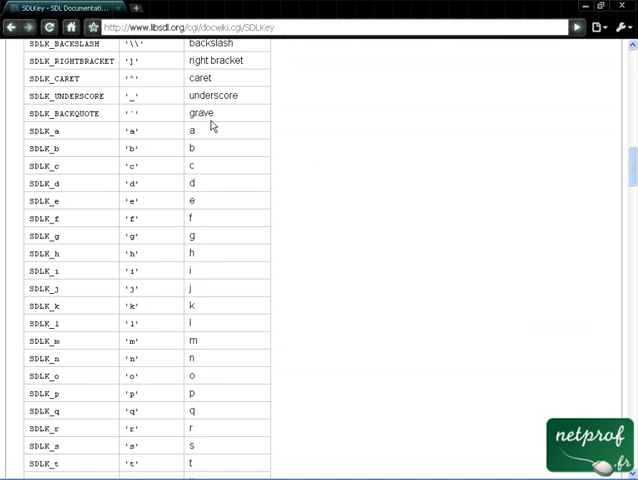 SDLKey - SDL Documentati...
http://www.libsdl.org/cgi/docwiki.cgi/SDLKey
SDLK_BACKSLASH '\\' backslash
SDLK_RIGHTBRACKET ']' right bracket
SDLK_CARET '^' caret
SDLK_UNDERSCORE '_' underscore
SDLK_BACKQUOTE '`' grave
SDLK_a 'a' a
SDLK_b 'b' b
SDLK_c 'c' c
SDLK_d 'd' d
SDLK_e 'e' e
SDLK_f 'f' f
SDLK_g 'g' g
SDLK_h 'h' h
SDLK_i 'i' i
SDLK_j 'j' j
SDLK_k 'k' k
SDLK_l 'l' l
SDLK_m 'm' m
SDLK_n 'n' n
SDLK_o 'o' o
SDLK_p 'p' p
SDLK_q 'q' q
SDLK_r 'r' r
SDLK_s 's' s
SDLK_t 't' t
netprof
.fr